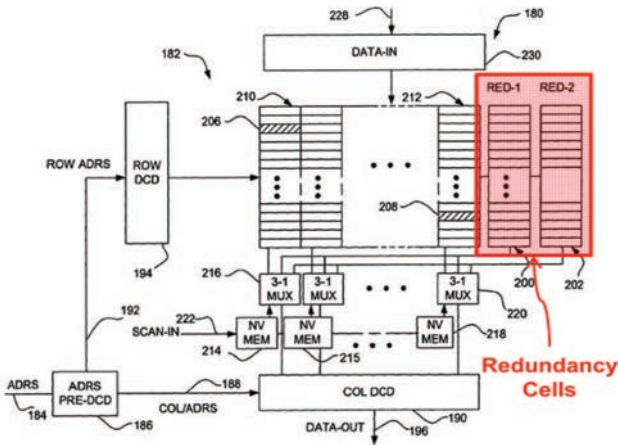 228
180
182
DATA-IN
230
210
212
RED-1
RED-2
206
ROW ADRS
ROW DCD
208
194
200
202
216
3-1 MUX
3-1 MUX
3-1 MUX
220
192
222
SCAN-IN
NV MEM
NV MEM
NV MEM
218
214
215
Redundancy
Cells
ADRS
184
ADRS PRE-DCD
186
188
COL/ADRS
COL DCD
190
DATA-OUT
196